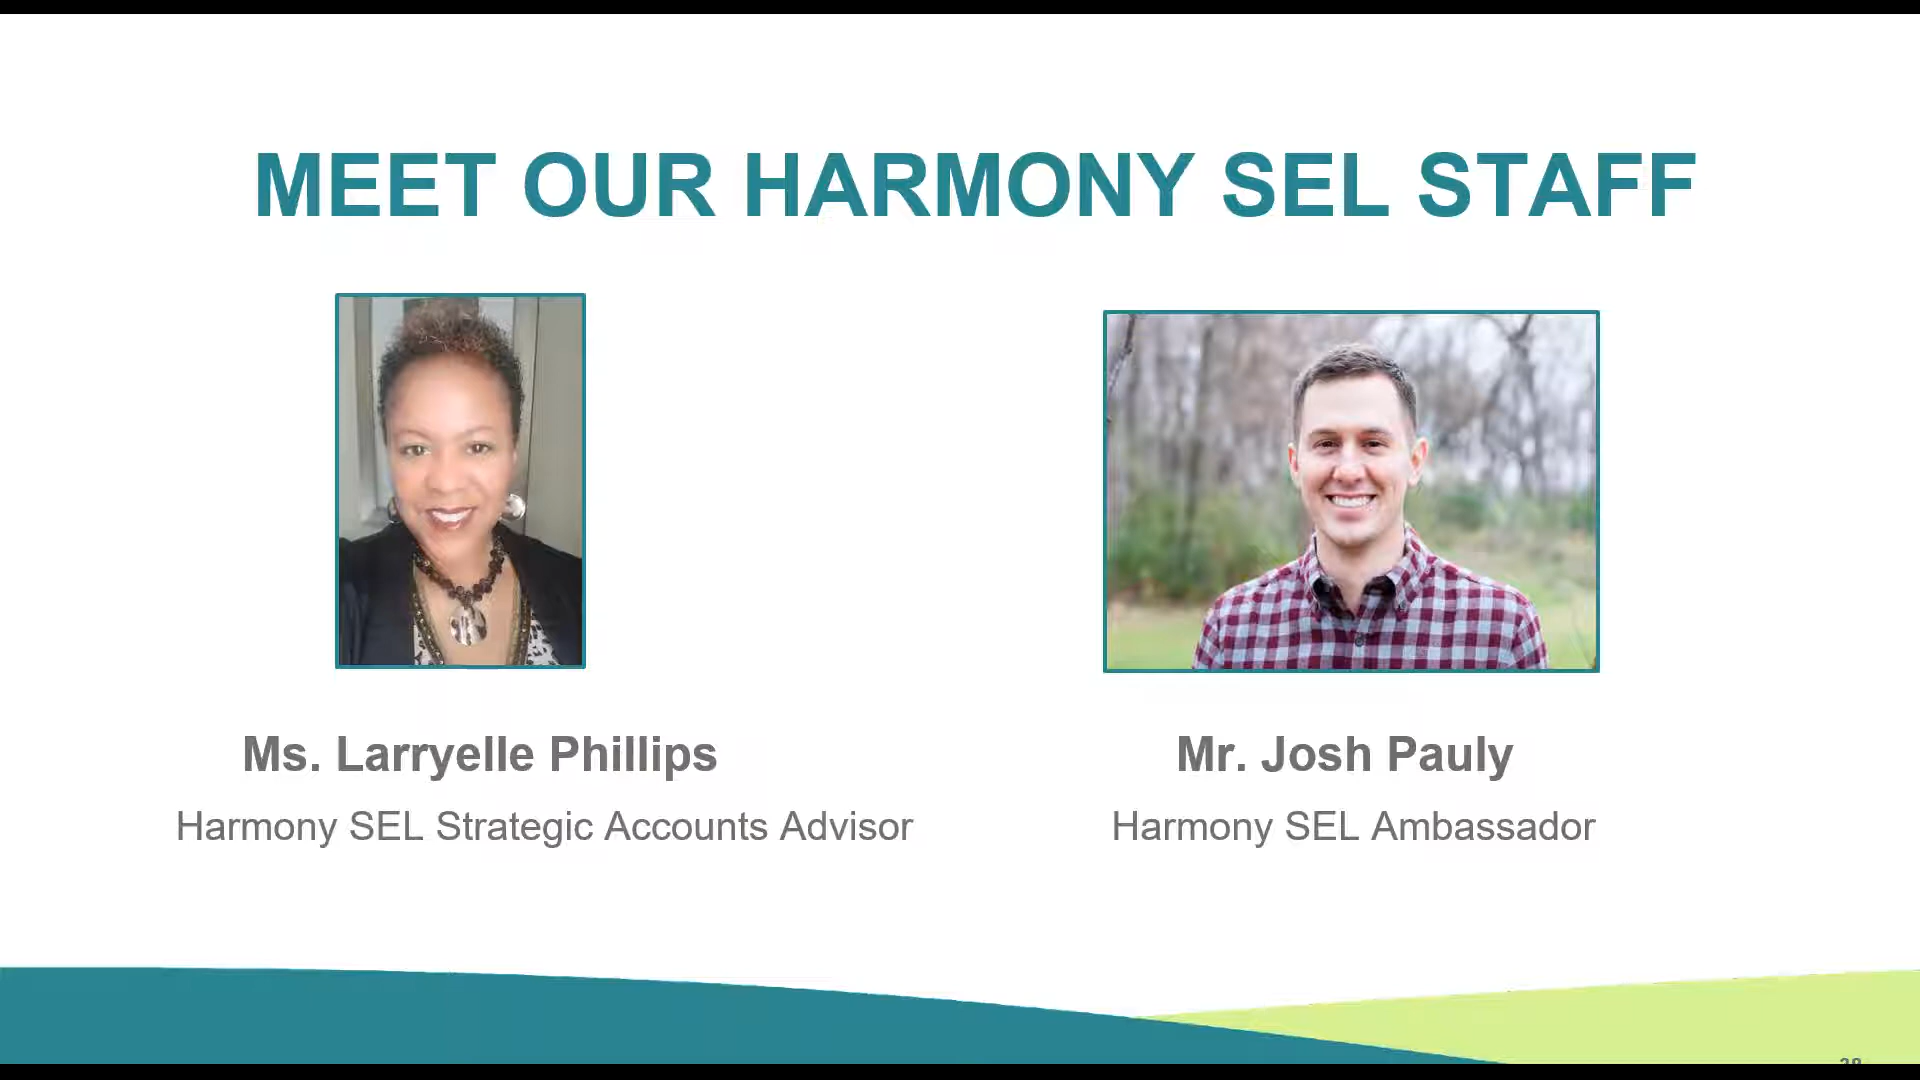 MEET OUR HARMONY SEL STAFF
Ms. Larryelle Phillips
Harmony SEL Strategic Accounts Advisor
Mr. Josh Pauly
Harmony SEL Ambassador